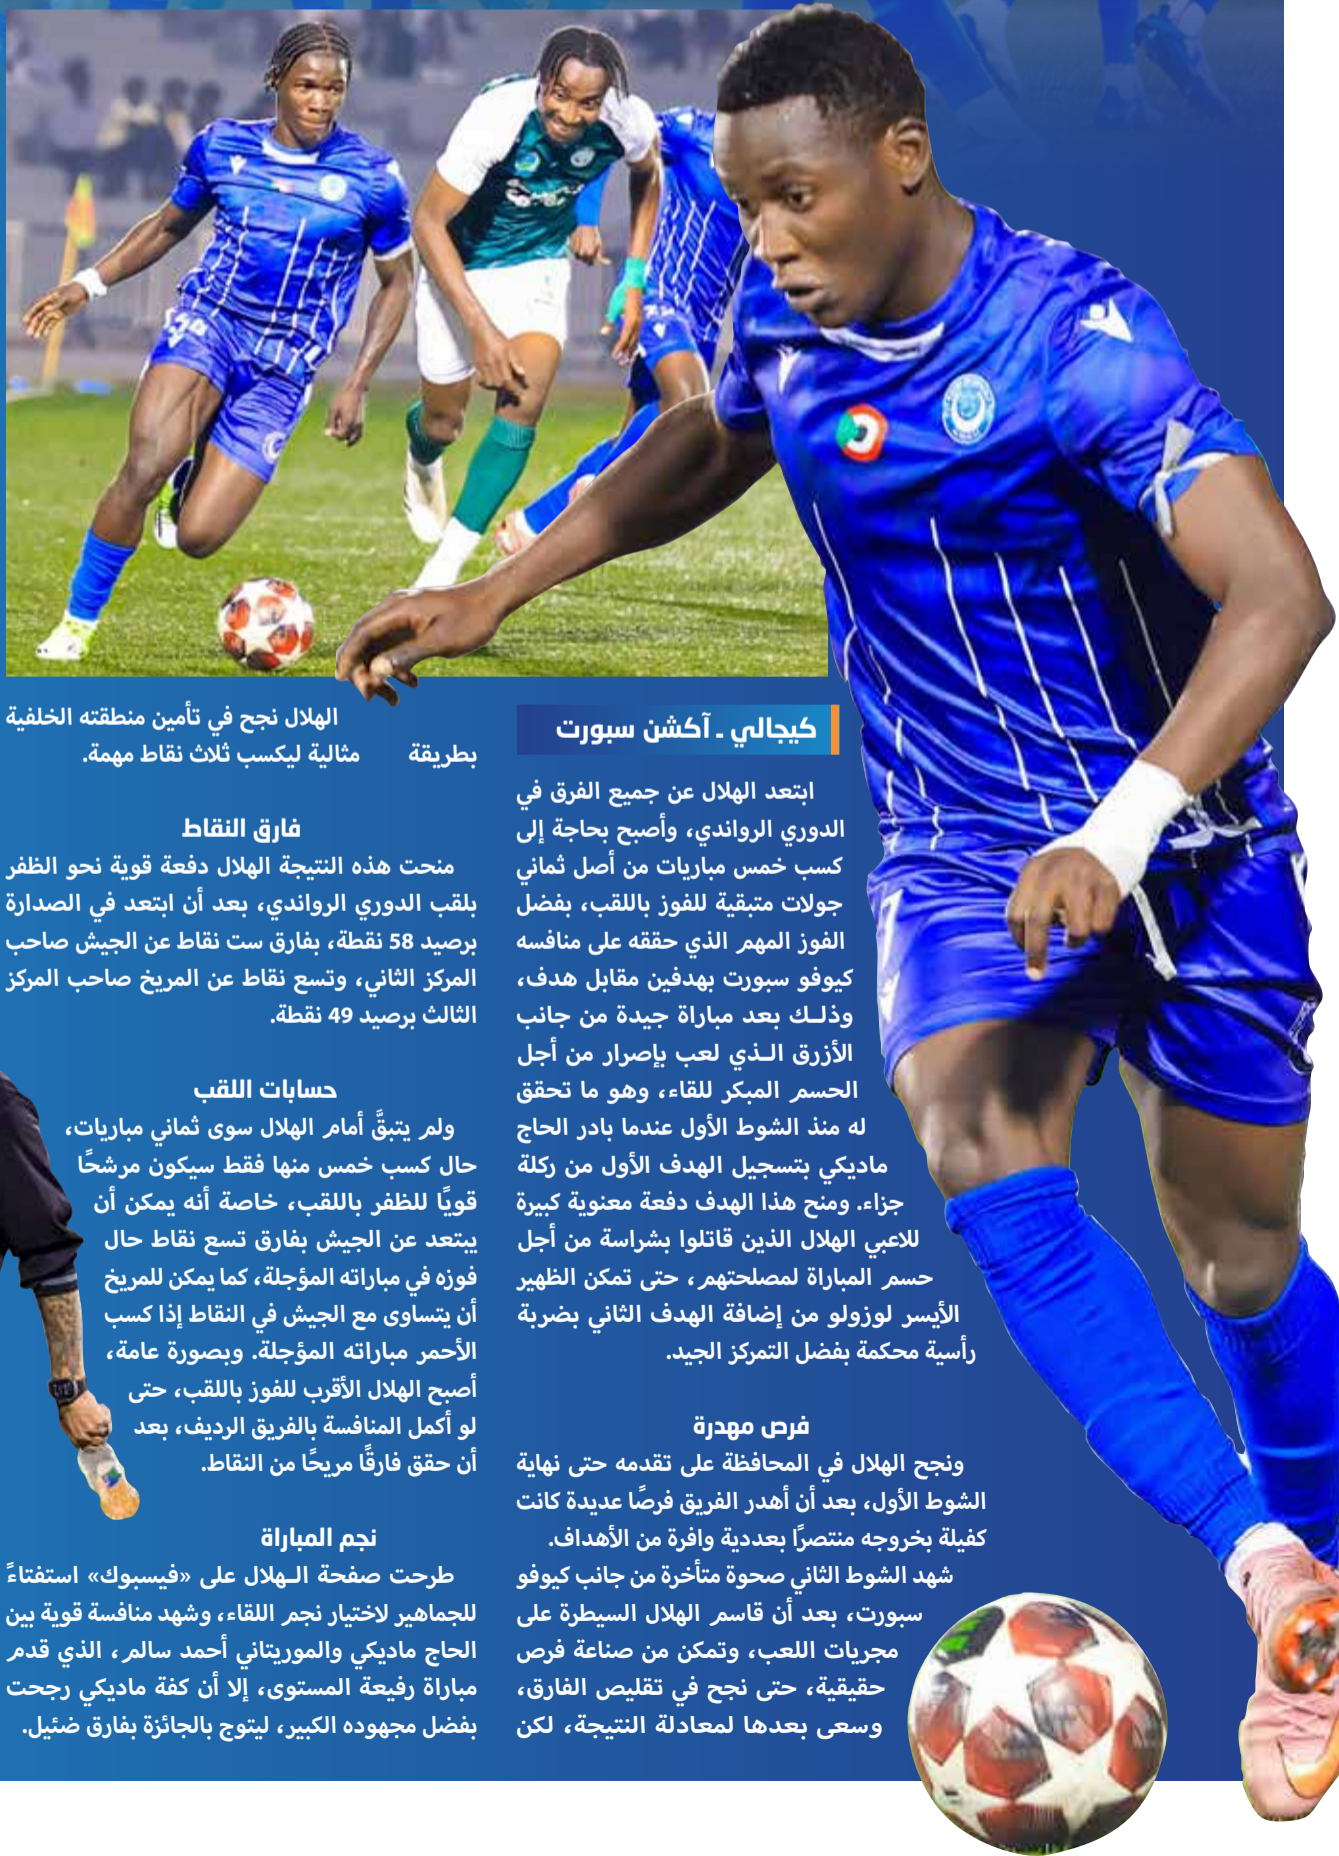 كيجالي ـ آكشن سبورت
ابتعد الهلال عن جميع الفرق في
الدوري الرواندي، وأصبح بحاجة إلى
كسب خمس مباريات من أصل ثماني
جولات متبقية للفوز باللقب، بفضل
الفوز المهم الذي حققه على منافسه
كيوفو سبورت بهدفين مقابل هدف،
وذلــك بعد مباراة جيدة من جانب
الأزرق الــذي لعب بإصرار من أجل
الحسم المبكر للقاء، وهو ما تحقق
له منذ الشوط الأول عندما بادر الحاج
ماديكي بتسجيل الهدف الأول من ركلة
جزاء. ومنح هذا الهدف دفعة معنوية كبيرة
للاعبي الهلال الذين قاتلوا بشراسة من أجل
حسم المباراة لمصلحتهم، حتى تمكن الظهير
الأيسر لوزولو من إضافة الهدف الثاني بضربة
رأسية محكمة بفضل التمركز الجيد.
فرص مهدرة
ونجح الهلال في المحافظة على تقدمه حتى نهاية
الشوط الأول، بعد أن أهدر الفريق فرصًا عديدة كانت
كفيلة بخروجه منتصرًا بعددية وافرة من الأهداف.
شهد الشوط الثاني صحوة متأخرة من جانب كيوفو
سبورت، بعد أن قاسم الهلال السيطرة على
مجريات اللعب، وتمكن من صناعة فرص
حقيقية، حتى نجح في تقليص الفارق،
وسعى بعدها لمعادلة النتيجة، لكن
الهلال نجح في تأمين منطقته الخلفية
بطريقة مثالية ليكسب ثلاث نقاط مهمة.
فارق النقاط
منحت هذه النتيجة الهلال دفعة قوية نحو الظفر
بلقب الدوري الرواندي، بعد أن ابتعد في الصدارة
برصيد 58 نقطة، بفارق ست نقاط عن الجيش صاحب
المركز الثاني، وتسع نقاط عن المريخ صاحب المركز
الثالث برصيد 49 نقطة.
حسابات اللقب
ولم يتبقَّ أمام الهلال سوى ثماني مباريات،
حال كسب خمس منها فقط سيكون مرشحًا
قويًا للظفر باللقب، خاصة أنه يمكن أن
يبتعد عن الجيش بفارق تسع نقاط حال
فوزه في مباراته المؤجلة، كما يمكن للمريخ
أن يتساوى مع الجيش في النقاط إذا كسب
الأحمر مباراته المؤجلة. وبصورة عامة،
أصبح الهلال الأقرب للفوز باللقب، حتى
لو أكمل المنافسة بالفريق الرديف، بعد
أن حقق فارقًا مريحًا من النقاط.
نجم المباراة
طرحت صفحة الــهلال على «فيسبوك» استفتاءً
للجماهير لاختيار نجم اللقاء، وشهد منافسة قوية بين
الحاج ماديكي والموريتاني أحمد سالم، الذي قدم
مباراة رفيعة المستوى، إلا أن كفة ماديكي رجحت
بفضل مجهوده الكبير، ليتوج بالجائزة بفارق ضئيل.